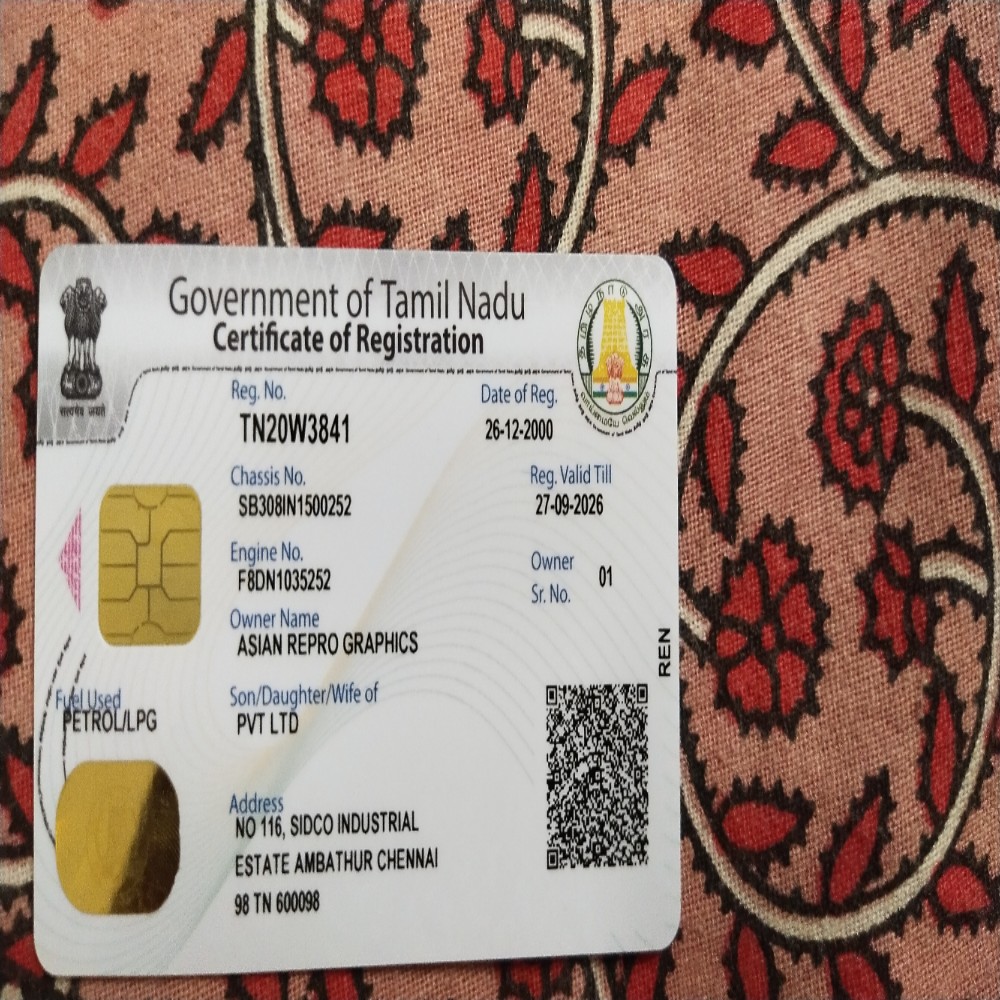 Government of Tamil Nadu
Certificate of Registration
सत्यमेव जयते
Reg. No.
Date of Reg.
TN20W3841
26-12-2000
Chassis No.
Reg. Valid Till
SB308IN1500252
27-09-2026
Engine No.
Owner
F8DN1035252
Sr. No.
01
Owner Name
ASIAN REPRO GRAPHICS
REN
Fuel Used
Son/Daughter/Wife of
PETROL/LPG
PVT LTD
Address
NO 116, SIDCO INDUSTRIAL
ESTATE AMBATHUR CHENNAI
98 TN 600098